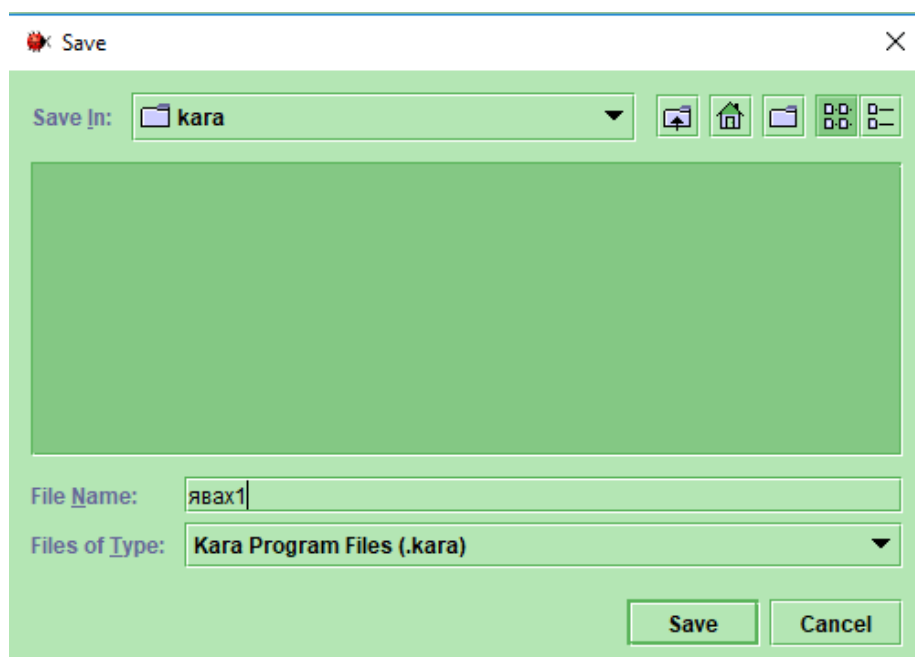 Save
Save In: kara
File Name: явах1
Files of Type: Kara Program Files (.kara)
Save Cancel